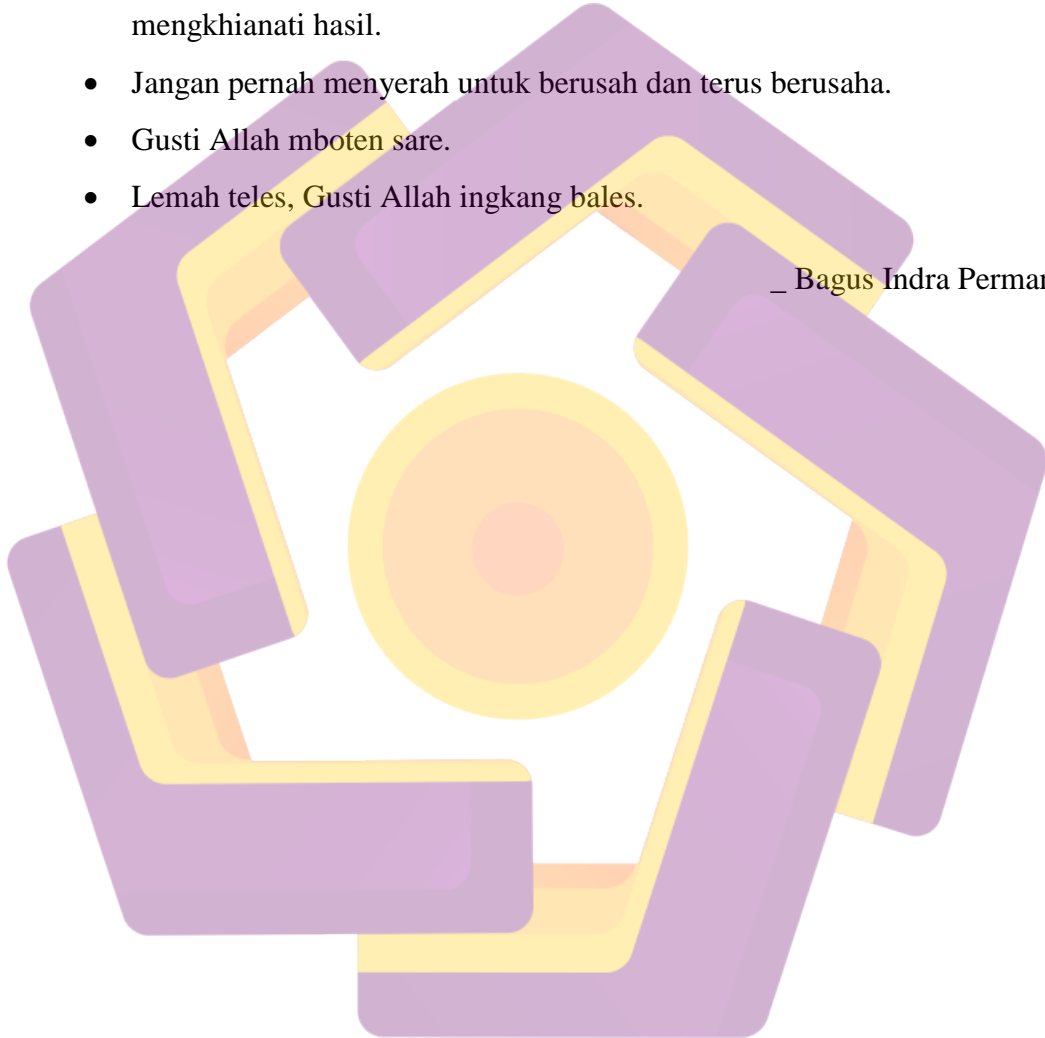 mengkhianati hasil.
• Jangan pernah menyerah untuk berusah dan terus berusaha.
• Gusti Allah mboten sare.
• Lemah teles, Gusti Allah ingkang bales.
_ Bagus Indra